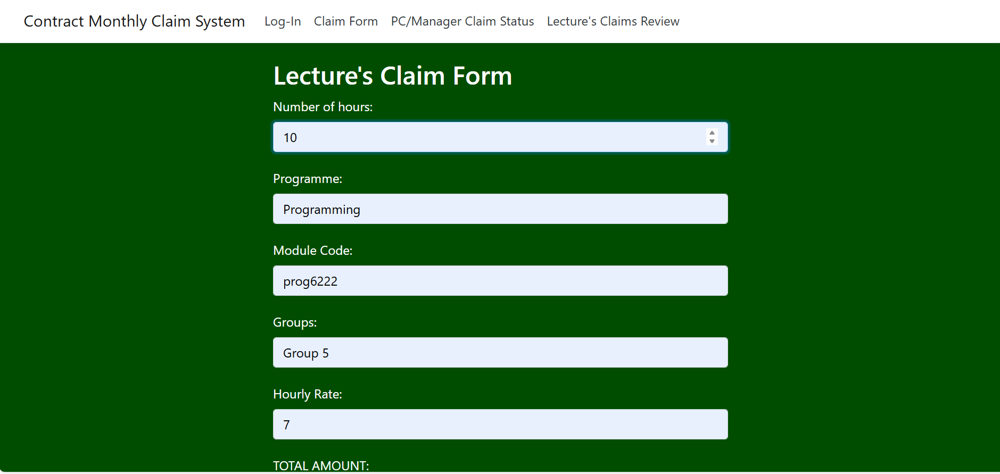 Contract Monthly Claim System Log-In Claim Form PC/Manager Claim Status Lecture's Claims Review
Lecture's Claim Form
Number of hours:
10
Programme:
Programming
Module Code:
prog6222
Groups:
Group 5
Hourly Rate:
7
TOTAL AMOUNT: